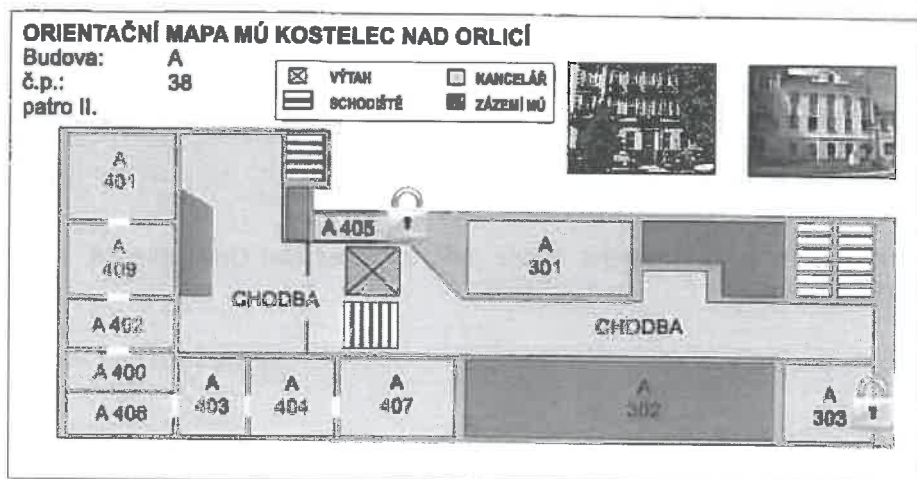 ORIENTAČNÍ MAPA MÚ KOSTELEC NAD ORLICÍ
Budova: A
č.p.: 38
patro II.
VÝTAH
KANCELÁŘ
SCHODIŠTĚ
ZÁZEMÍ MÚ
A
401
A 405
A
301
A
409
CHODBA
CHODBA
A 402
A 400
A 408
A
403
A
404
A
407
A
302
A
303